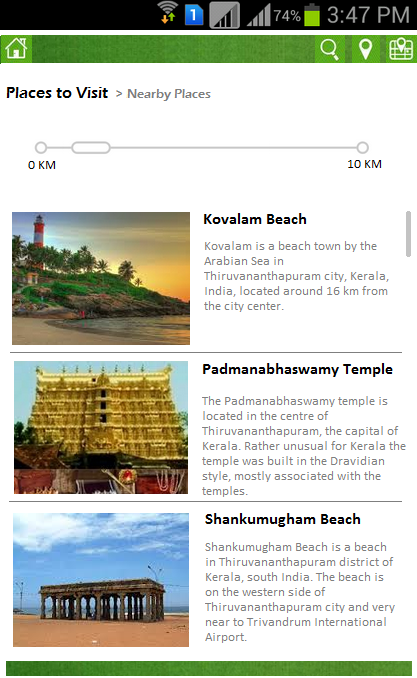 1 74% 3:47 PM
Places to Visit > Nearby Places
0 KM 10 KM
Kovalam Beach
Kovalam is a beach town by the
Arabian Sea in
Thiruvananthapuram city, Kerala,
India, located around 16 km from
the city center.
Padmanabhaswamy Temple
The Padmanabhaswamy temple is
located in the centre of
Thiruvananthapuram, the capital of
Kerala. Rather unusual for Kerala the
temple was built in the Dravidian
style, mostly associated with the
temples.
Shankumugham Beach
Shankumugham Beach is a beach
in Thiruvananthapuram district of
Kerala, south India. The beach is
on the western side of
Thiruvananthapuram city and very
near to Trivandrum International
Airport.